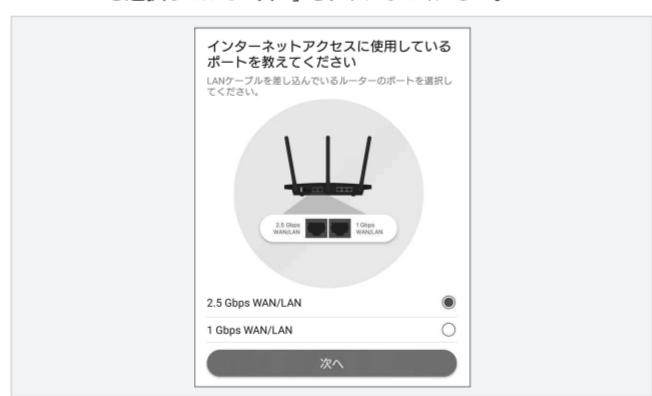 インターネットアクセスに使用している
ポートを教えてください
LANケーブルを差し込んでいるルーターのポートを選択し
てください。
2.5 Gbps
WAN/LAN
1 Gbps
WAN/LAN
2.5 Gbps WAN/LAN
1 Gbps WAN/LAN
次へ